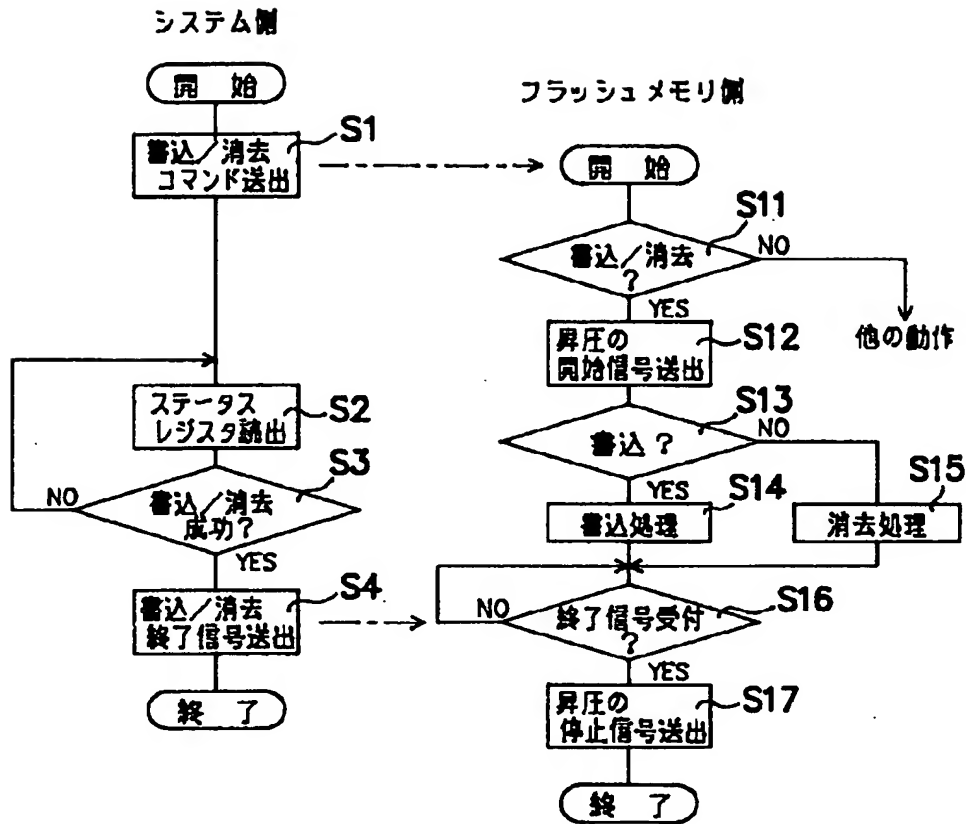 システム側
開 始
書込/消去
コマンド送出
S1
ステータス
レジスタ読出
S2
書込/消去
成功?
S3
NO
YES
書込/消去
終了信号送出
S4
終 了
フラッシュメモリ側
開 始
書込/消去
?
S11
NO
YES
他の動作
昇圧の
開始信号送出
S12
書込?
S13
NO
YES
書込処理
S14
消去処理
S15
終了信号受付
?
S16
NO
YES
昇圧の
停止信号送出
S17
終 了